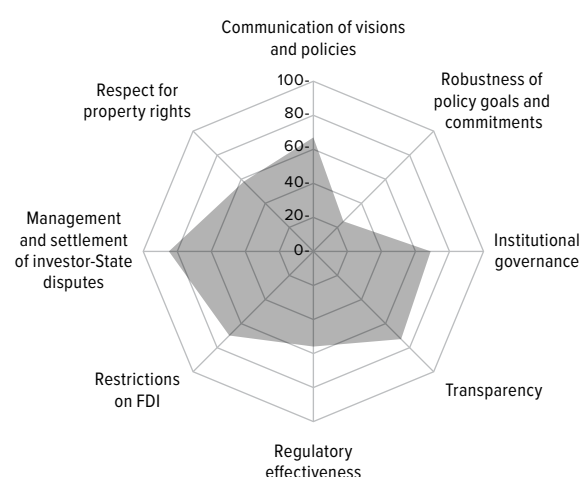 Communication of visions
and policies
Robustness of
policy goals and
commitments
Institutional
governance
Transparency
Regulatory
effectiveness
Restrictions
on FDI
Management
and settlement
of investor-State
disputes
Respect for
property rights
100-
80-
60-
40-
20-
0-